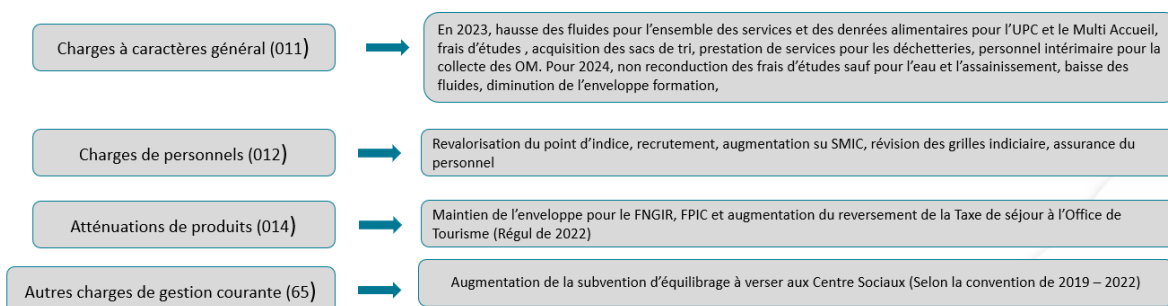 Charges à caractères général (011)
En 2023, hausse des fluides pour l'ensemble des services et des denrées alimentaires pour l'UPC et le Multi Accueil,
frais d'études , acquisition des sacs de tri, prestation de services pour les déchetteries, personnel intérimaire pour la
collecte des OM. Pour 2024, non reconduction des frais d'études sauf pour l'eau et l'assainissement, baisse des
fluides, diminution de l'enveloppe formation,
Charges de personnels (012)
Revalorisation du point d'indice, recrutement, augmentation su SMIC, révision des grilles indiciaire, assurance du
personnel
Atténuations de produits (014)
Maintien de l'enveloppe pour le FNGIR, FPIC et augmentation du reversement de la Taxe de séjour à l'Office de
Tourisme (Régul de 2022)
Autres charges de gestion courante (65)
Augmentation de la subvention d'équilibrage à verser aux Centre Sociaux (Selon la convention de 2019 – 2022)